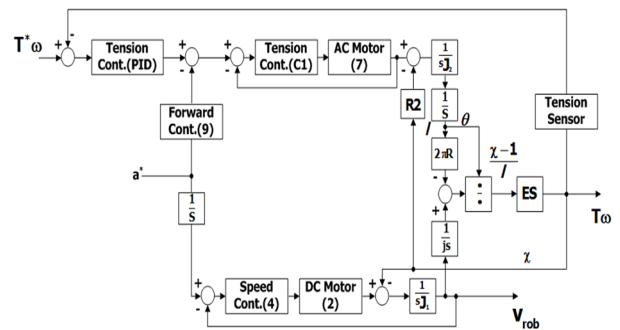 T*ω
-
Tension
Cont.(PID)
+
-
+
-
Tension
Cont.(C1)
AC Motor
(7)
+
-
1
sJ₂
R2
1
S
l
θ
2πR
Tension
Sensor
Forward
Cont.(9)
a*
1
S
-
+
÷
χ-1
l
ES
Tω
1
js
χ
+
-
Speed
Cont.(4)
DC Motor
(2)
+
-
1
sJ₁
V rob